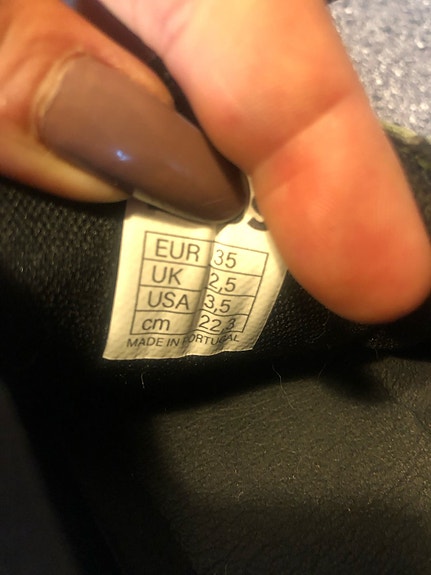 EUR 35
UK 2,5
USA 3,5
cm 22,3
MADE IN PORTUGAL